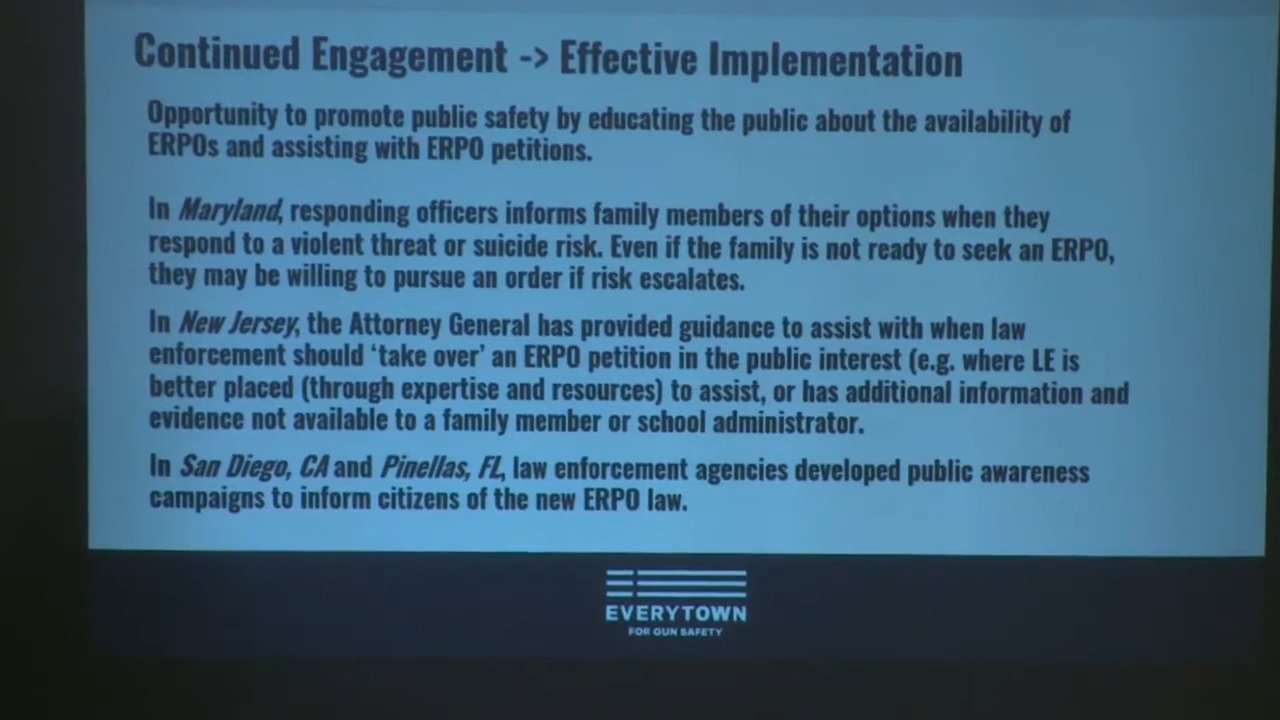 Continued Engagement -> Effective Implementation
Opportunity to promote public safety by educating the public about the availability of
ERPOs and assisting with ERPO petitions.
In Maryland, responding officers informs family members of their options when they
respond to a violent threat or suicide risk. Even if the family is not ready to seek an ERPO,
they may be willing to pursue an order if risk escalates.
In New Jersey, the Attorney General has provided guidance to assist with when law
enforcement should ‘take over’ an ERPO petition in the public interest (e.g. where LE is
better placed (through expertise and resources) to assist, or has additional information and
evidence not available to a family member or school administrator.
In San Diego, CA and Pinellas, FL, law enforcement agencies developed public awareness
campaigns to inform citizens of the new ERPO law.
EVERYTOWN
FOR GUN SAFETY